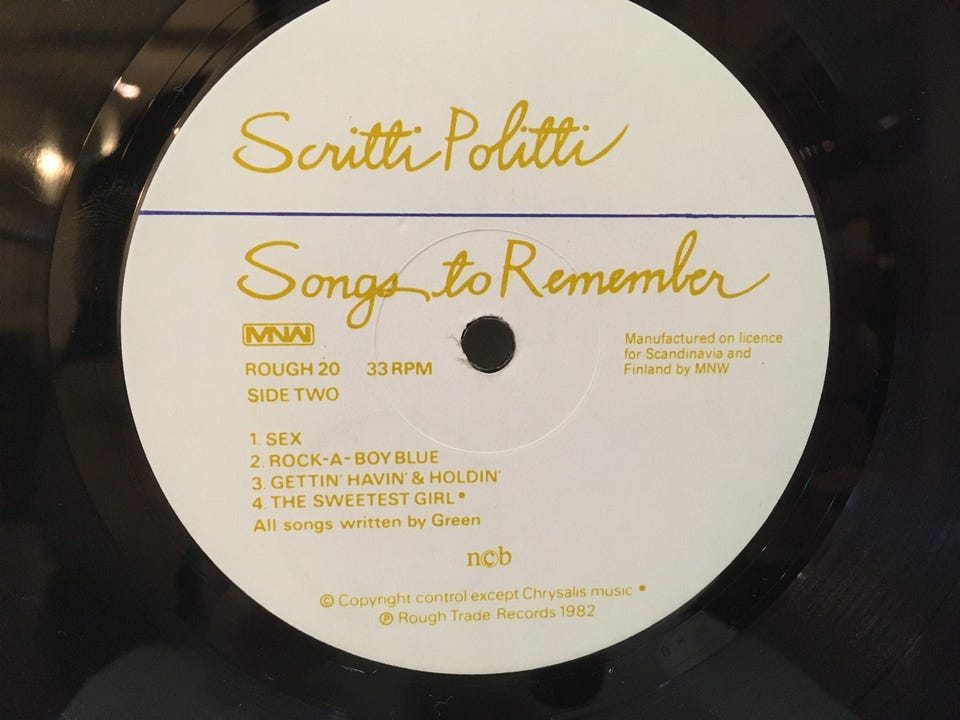 Scritti Politti
Songs to Remember
MNW
ROUGH 20 33 RPM
SIDE TWO
Manufactured on licence
for Scandinavia and
Finland by MNW
1. SEX
2. ROCK-A-BOY BLUE
3. GETTIN' HAVIN' & HOLDIN'
4. THE SWEETEST GIRL •
All songs written by Green
ncb
© Copyright control except Chrysalis music •
℗ Rough Trade Records 1982